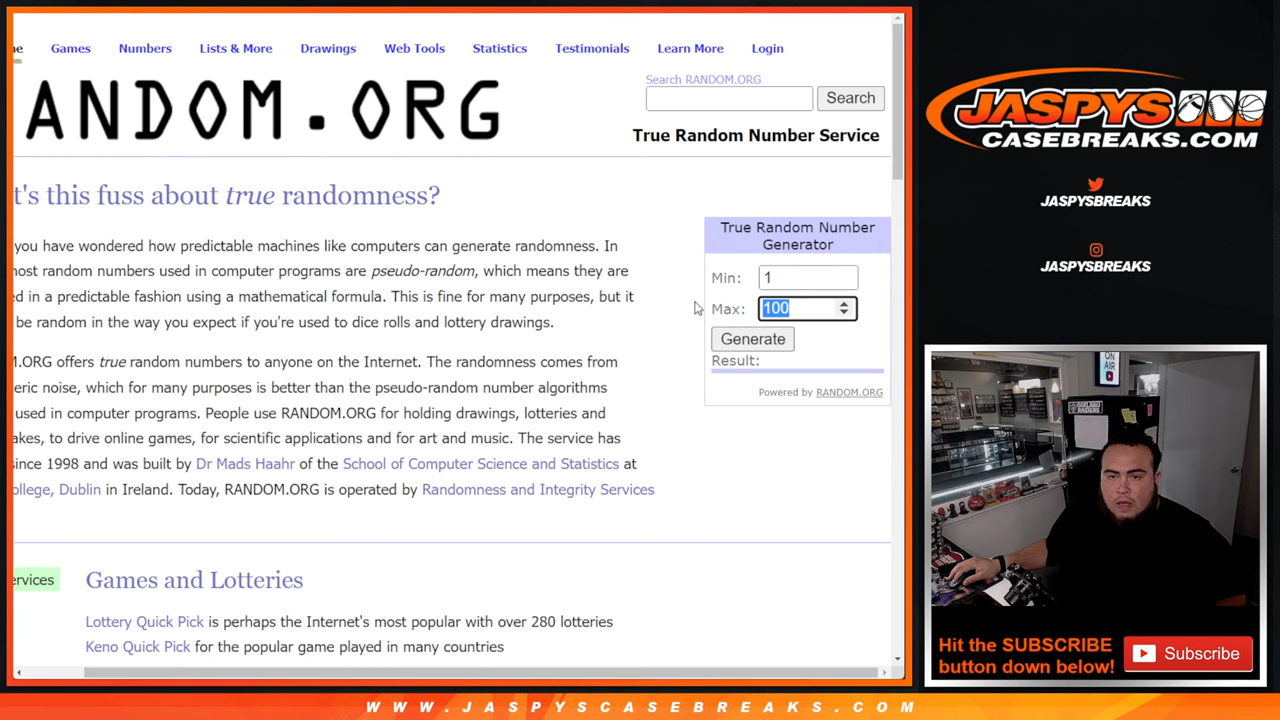 ne Games Numbers Lists & More Drawings Web Tools Statistics Testimonials Learn More Login
ANDOM.ORG
Search RANDOM.ORG
Search
True Random Number Service
t's this fuss about true randomness?
you have wondered how predictable machines like computers can generate randomness. In
nost random numbers used in computer programs are pseudo-random, which means they are
ed in a predictable fashion using a mathematical formula. This is fine for many purposes, but it
be random in the way you expect if you're used to dice rolls and lottery drawings.
M.ORG offers true random numbers to anyone on the Internet. The randomness comes from
eric noise, which for many purposes is better than the pseudo-random number algorithms
used in computer programs. People use RANDOM.ORG for holding drawings, lotteries and
akes, to drive online games, for scientific applications and for art and music. The service has
since 1998 and was built by Dr Mads Haahr of the School of Computer Science and Statistics at
ollege, Dublin in Ireland. Today, RANDOM.ORG is operated by Randomness and Integrity Services
True Random Number
Generator
Min: 1
Max: 100
Generate
Result:
Powered by RANDOM.ORG
ervices
Games and Lotteries
Lottery Quick Pick is perhaps the Internet's most popular with over 280 lotteries
Keno Quick Pick for the popular game played in many countries
JASPYS
CASEBREAKS.COM
JASPYSBREAKS
JASPYSBREAKS
ON
AIR
OAKLAND
RAIDERS
Hit the SUBSCRIBE
button down below!
Subscribe
WWW.JASPYSCASEBREAKS.COM